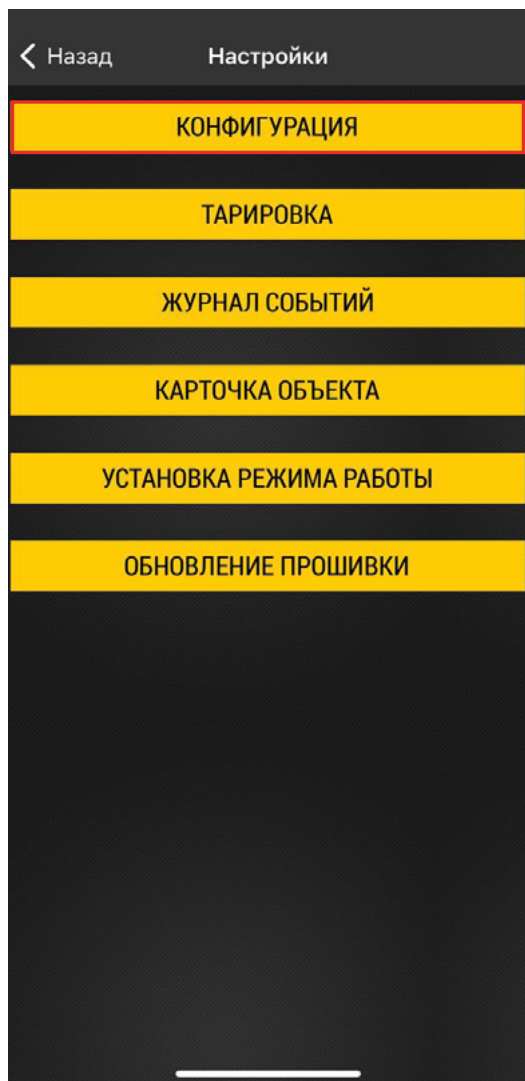 Назад Настройки
КОНФИГУРАЦИЯ
ТАРИРОВКА
ЖУРНАЛ СОБЫТИЙ
КАРТОЧКА ОБЪЕКТА
УСТАНОВКА РЕЖИМА РАБОТЫ
ОБНОВЛЕНИЕ ПРОШИВКИ